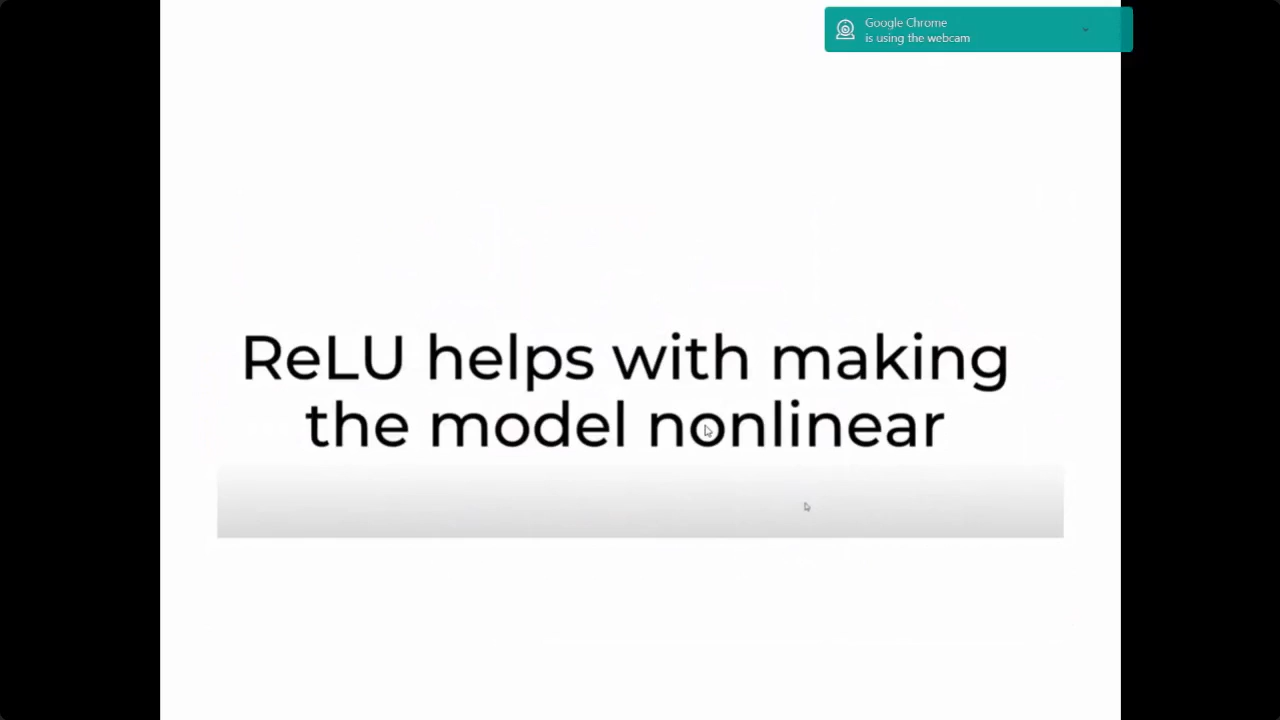 Google Chrome
is using the webcam
ReLU helps with making
the model nonlinear